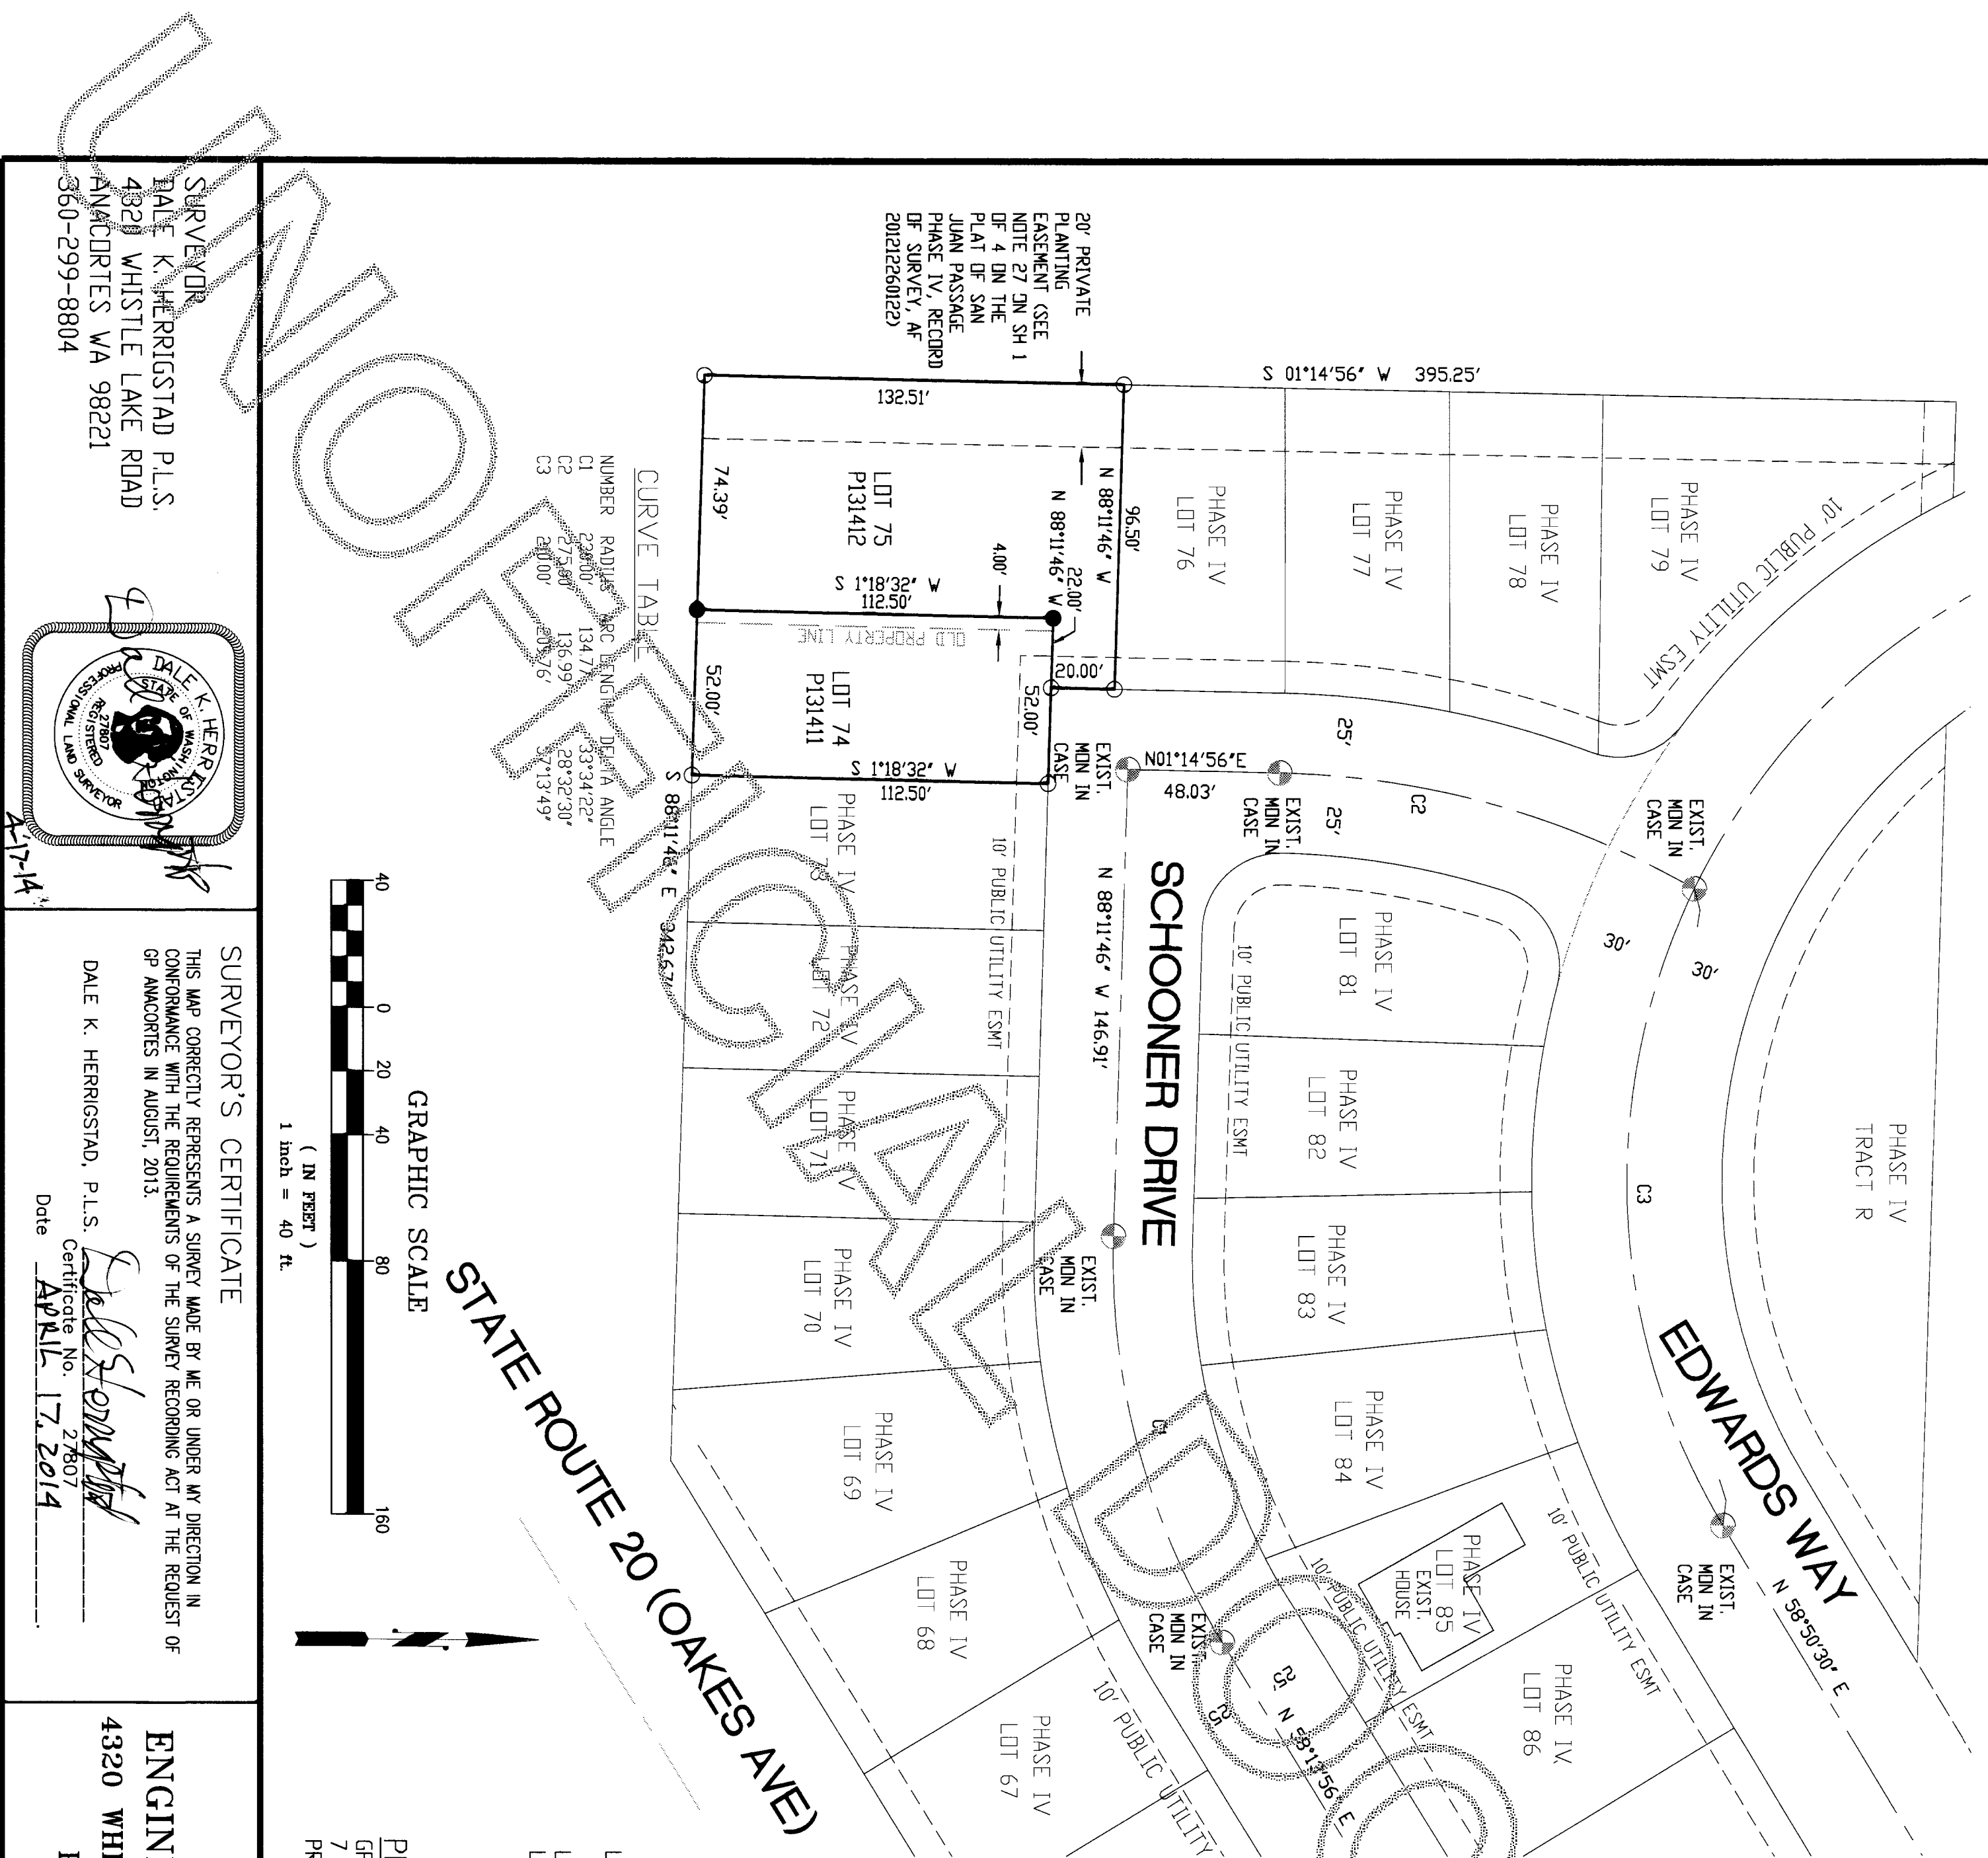 UNOFFICIAL DOC
20' PRIVATE
PLANTING
EASEMENT (SEE
NOTE 27 ON SH 1
OF 4 ON THE
PLAT OF SAN
JUAN PASSAGE
PHASE IV, RECORD
OF SURVEY, AF
201212260122)
S 01°14'56" W 395.25'
132.51'
N 88°11'46" W
96.50'
N 88°11'46" W
22.00'
20.00'
4.00'
74.39'
LOT 75
P131412
S 1°18'32" W
112.50'
OLD PROPERTY LINE
LOT 74
P131411
52.00'
52.00'
S 1°18'32" W
112.50'
S 88°11'46" E 342.67'
PHASE IV
LOT 79
PHASE IV
LOT 78
PHASE IV
LOT 77
PHASE IV
LOT 76
10' PUBLIC UTILITY ESMT
EXIST.
MON IN
CASE
N01°14'56"E
48.03'
EXIST.
MON IN
CASE
25'
25'
C2
EXIST.
MON IN
CASE
30'
30'
PHASE IV
TRACT R
C3
EDWARDS WAY
EXIST.
MON IN
CASE
N 58°50'30" E
SCHOONER DRIVE
N 88°11'46" W 146.91'
EXIST.
MON IN
CASE
10' PUBLIC UTILITY ESMT
10' PUBLIC UTILITY ESMT
PHASE IV
LOT 81
PHASE IV
LOT 82
PHASE IV
LOT 83
PHASE IV
LOT 84
PHASE IV
LOT 85
EXIST.
HOUSE
PHASE IV
LOT 86
10' PUBLIC UTILITY ESMT
10' PUBLIC UTILITY ESMT
C1
EXIST.
MON IN
CASE
25'
25'
N 58°13'56" E
PHASE IV
LOT 73
PHASE IV
LOT 72
PHASE IV
LOT 71
PHASE IV
LOT 70
PHASE IV
LOT 69
PHASE IV
LOT 68
PHASE IV
LOT 67
10' PUBLIC UTILITY
STATE ROUTE 20 (OAKES AVE)
CURVE TABLE
NUMBER RADIUS ARC LENGTH DELTA ANGLE
C1 134.77' 33°34'22"
C2 275.00' 136.99' 28°32'30"
C3 37°13'49"
GRAPHIC SCALE
40 0 20 40 80 160
( IN FEET )
1 inch = 40 ft.
SURVEYOR
DALE K. HERRIGSTAD P.L.S.
4320 WHISTLE LAKE ROAD
ANACORTES WA 98221
360-299-8804
DALE K. HERRIGSTAD
STATE OF WASHINGTON
27807
REGISTERED
PROFESSIONAL LAND SURVEYOR
4-17-14
SURVEYOR'S CERTIFICATE
THIS MAP CORRECTLY REPRESENTS A SURVEY MADE BY ME OR UNDER MY DIRECTION IN
CONFORMANCE WITH THE REQUIREMENTS OF THE SURVEY RECORDING ACT AT THE REQUEST OF
GP ANACORTES IN AUGUST, 2013.
DALE K. HERRIGSTAD, P.L.S.
Certificate No. 27807
Date APRIL 17, 2014
ENGIN
4320 WHI